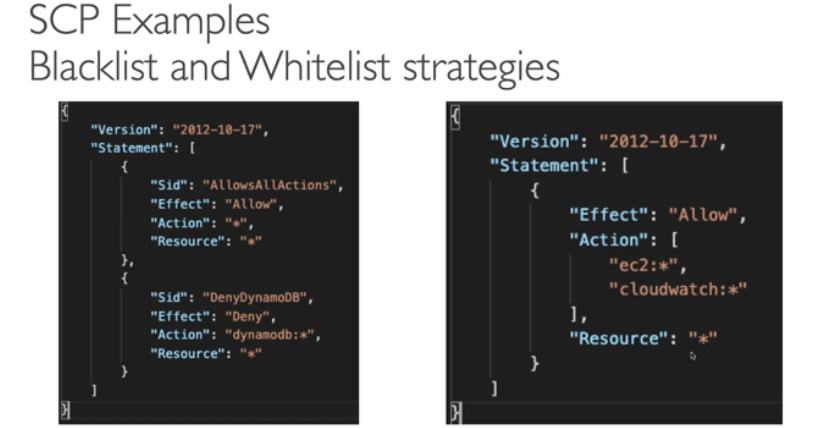 SCP Examples
Blacklist and Whitelist strategies
{
"Version": "2012-10-17",
"Statement": [
{
"Sid": "AllowsAllActions",
"Effect": "Allow",
"Action": "*",
"Resource": "*"
},
{
"Sid": "DenyDynamoDB",
"Effect": "Deny",
"Action": "dynamodb:*",
"Resource": "*"
}
]
}
{
"Version": "2012-10-17",
"Statement": [
{
"Effect": "Allow",
"Action": [
"ec2:*",
"cloudwatch:*"
],
"Resource": "*"
}
]
}